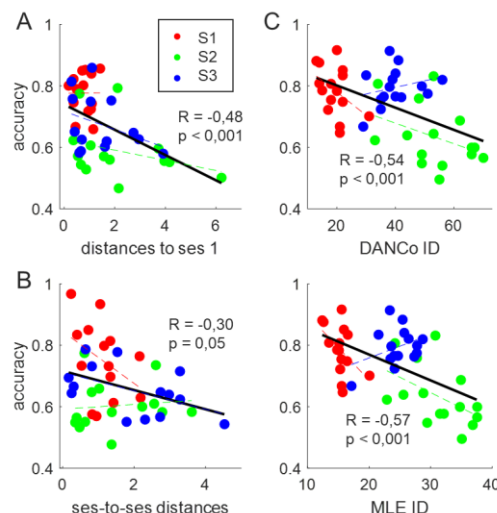 A
accuracy
1
0.8
0.6
0.4
S1
S2
S3
R = -0,48
p < 0,001
0
2
4
6
distances to ses 1
C
1
0.8
0.6
0.4
R = -0,54
p < 0,001
20
40
60
DANCo ID
B
accuracy
1
0.8
0.6
0.4
R = -0,30
p = 0,05
0
2
4
ses-to-ses distances
1
0.8
0.6
0.4
R = -0,57
p < 0,001
10
20
30
40
MLE ID